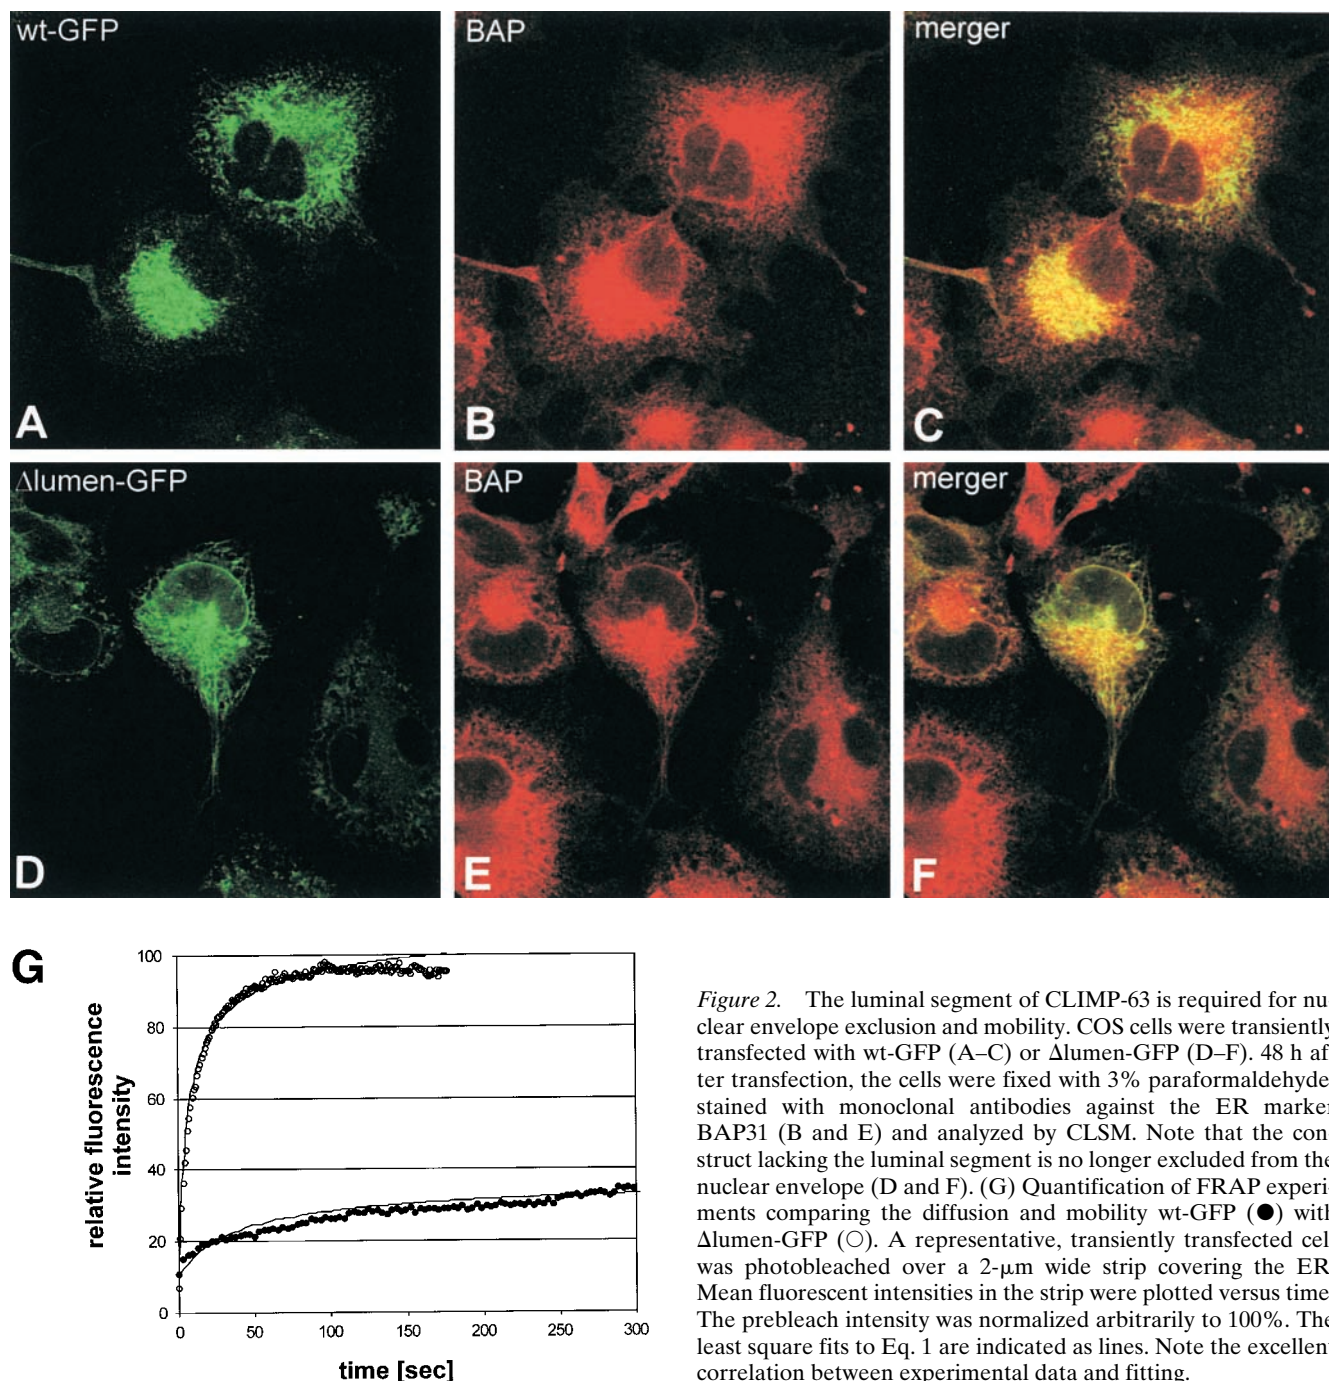 wt-GFP
BAP
merger
A
B
C
Δlumen-GFP
BAP
merger
D
E
F
G
relative fluorescence
intensity
100
80
60
40
20
0
0
50
100
150
200
250
300
time [sec]
Figure 2. The luminal segment of CLIMP-63 is required for nu
clear envelope exclusion and mobility. COS cells were transiently
transfected with wt-GFP (A–C) or Δlumen-GFP (D–F). 48 h af
ter transfection, the cells were fixed with 3% paraformaldehyde
stained with monoclonal antibodies against the ER marker
BAP31 (B and E) and analyzed by CLSM. Note that the con
struct lacking the luminal segment is no longer excluded from the
nuclear envelope (D and F). (G) Quantification of FRAP experi
ments comparing the diffusion and mobility wt-GFP (●) with
Δlumen-GFP (○). A representative, transiently transfected cel
was photobleached over a 2-μm wide strip covering the ER
Mean fluorescent intensities in the strip were plotted versus time
The prebleach intensity was normalized arbitrarily to 100%. The
least square fits to Eq. 1 are indicated as lines. Note the excellent
correlation between experimental data and fitting.